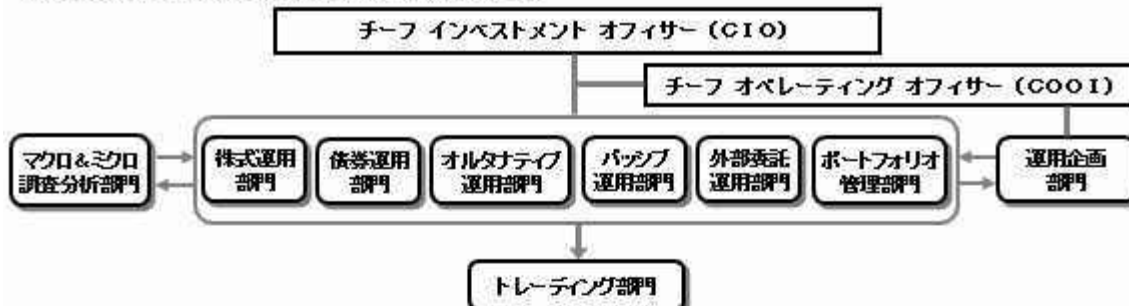 チーフ インベストメント オフィサー (CIO)
チーフ オペレーティング オフィサー (COOI)
マクロ&ミクロ
調査分析部門
株式運用
部門
債券運用
部門
オルタナティブ
運用部門
パッシブ
運用部門
外部委託
運用部門
ポートフォリオ
管理部門
運用企画
部門
トレーディング部門